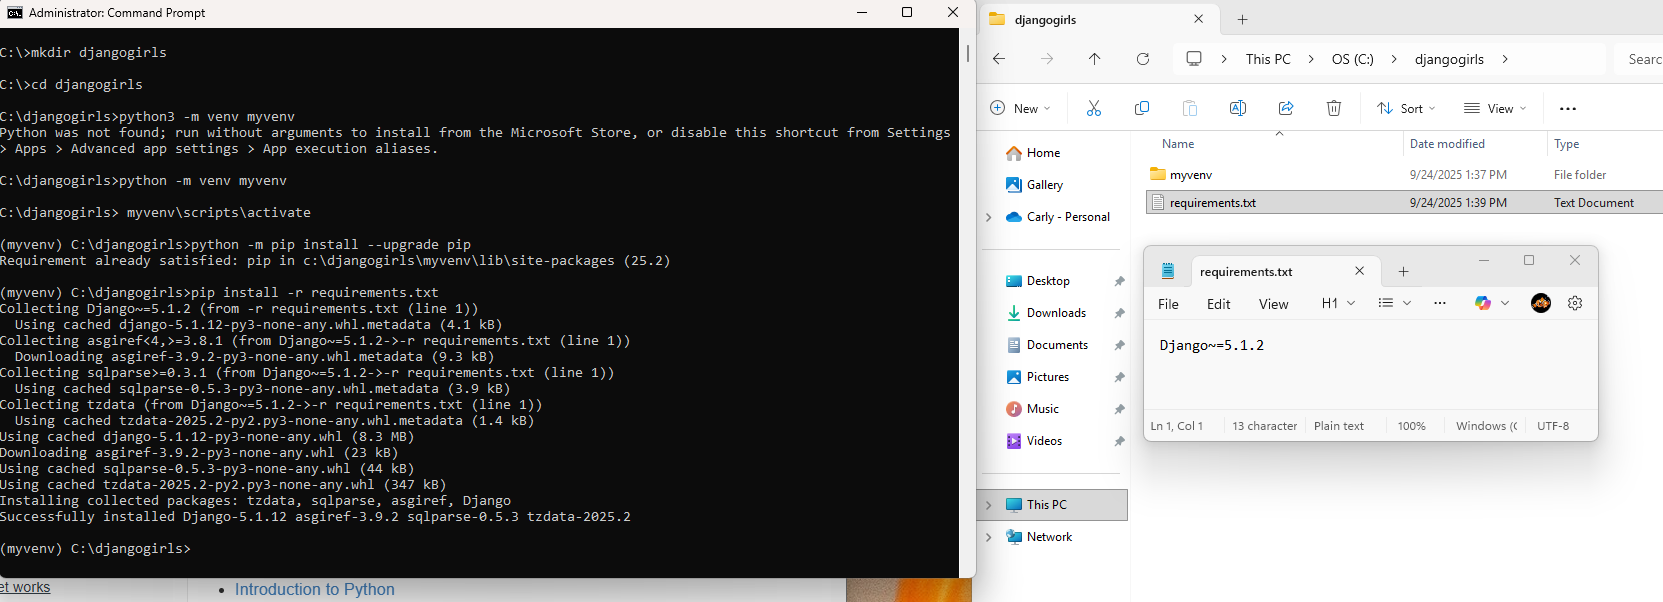 Administrator: Command Prompt
C:\>mkdir djangogirls
C:\>cd djangogirls
C:\djangogirls>python3 -m venv myvenv
Python was not found; run without arguments to install from the Microsoft Store, or disable this shortcut from Settings
> Apps > Advanced app settings > App execution aliases.
C:\djangogirls>python -m venv myvenv
C:\djangogirls> myvenv\scripts\activate
(myvenv) C:\djangogirls>python -m pip install --upgrade pip
Requirement already satisfied: pip in c:\djangogirls\myvenv\lib\site-packages (25.2)
(myvenv) C:\djangogirls>pip install -r requirements.txt
Collecting Django~=5.1.2 (from -r requirements.txt (line 1))
Using cached django-5.1.12-py3-none-any.whl.metadata (4.1 kB)
Collecting asgiref<4,>=3.8.1 (from Django~=5.1.2->-r requirements.txt (line 1))
Downloading asgiref-3.9.2-py3-none-any.whl.metadata (9.3 kB)
Collecting sqlparse>=0.3.1 (from Django~=5.1.2->-r requirements.txt (line 1))
Using cached sqlparse-0.5.3-py3-none-any.whl.metadata (3.9 kB)
Collecting tzdata (from Django~=5.1.2->-r requirements.txt (line 1))
Using cached tzdata-2025.2-py2.py3-none-any.whl.metadata (1.4 kB)
Using cached django-5.1.12-py3-none-any.whl (8.3 MB)
Downloading asgiref-3.9.2-py3-none-any.whl (23 kB)
Using cached sqlparse-0.5.3-py3-none-any.whl (44 kB)
Using cached tzdata-2025.2-py2.py3-none-any.whl (347 kB)
Installing collected packages: tzdata, sqlparse, asgiref, Django
Successfully installed Django-5.1.12 asgiref-3.9.2 sqlparse-0.5.3 tzdata-2025.2
(myvenv) C:\djangogirls>
et works
• Introduction to Python
djangogirls
This PC > OS (C:) > djangogirls >
Searc
New
Sort
View
Name
Date modified
Type
myvenv
9/24/2025 1:37 PM
File folder
requirements.txt
9/24/2025 1:39 PM
Text Document
Home
Gallery
Carly - Personal
Desktop
Downloads
Documents
Pictures
Music
Videos
This PC
Network
requirements.txt
File
Edit
View
H1
Django~=5.1.2
Ln 1, Col 1
13 character
Plain text
100%
Windows (C
UTF-8